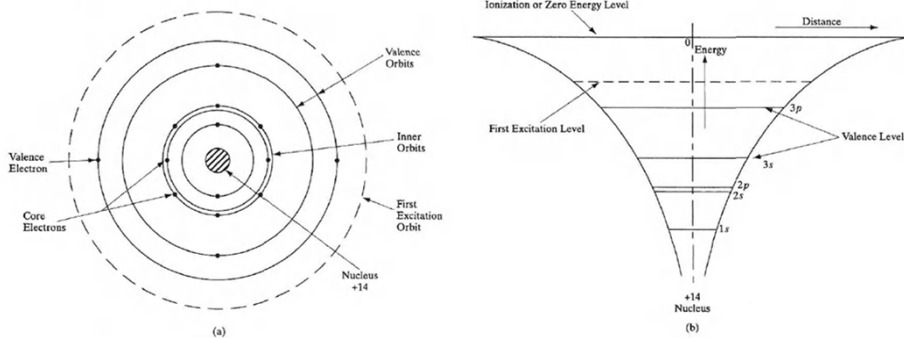 Valence
Orbits
Inner
Orbits
Valence
Electron
Core
Electrons
First
Excitation
Orbit
Nucleus
+14
(a)
Ionization or Zero Energy Level
Distance
0
Energy
3p
First Excitation Level
Valence Level
3s
2p
2s
1s
+14
Nucleus
(b)